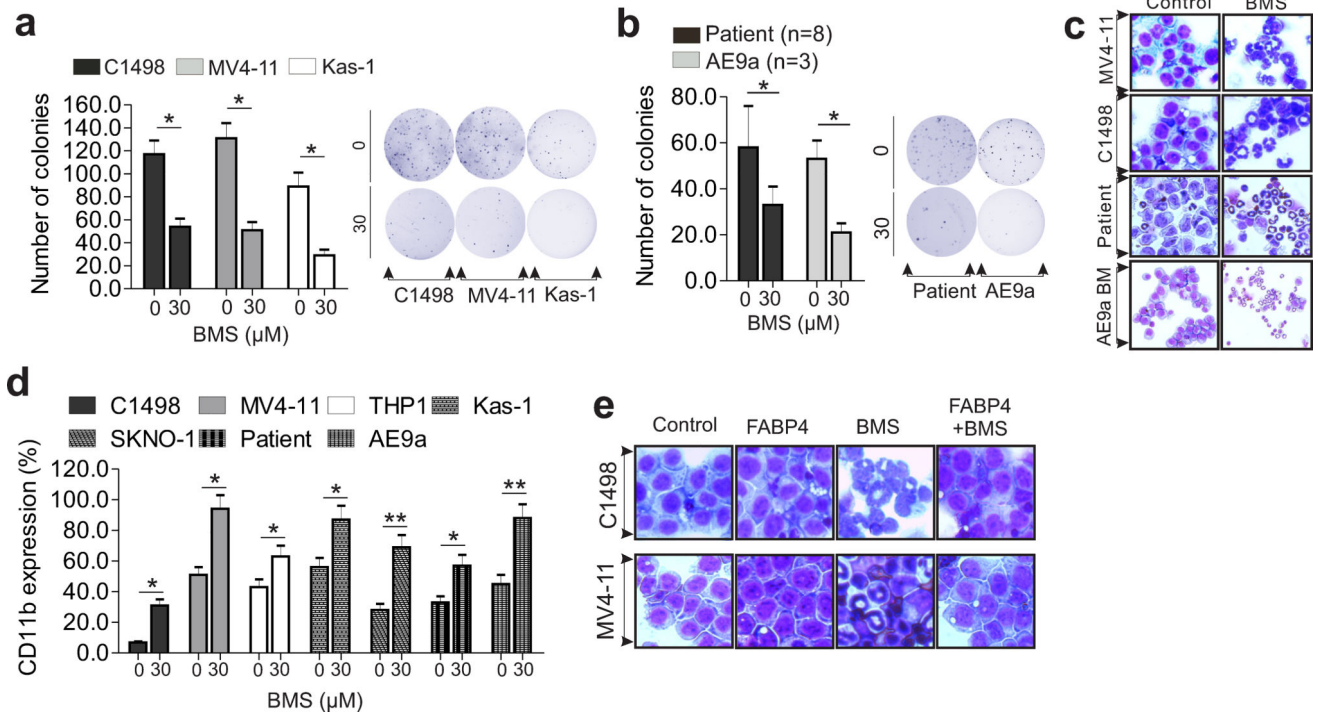 a
C1498 MV4-11 Kas-1
Number of colonies
160.0
140.0
120.0
100.0
80.0
60.0
40.0
20.0
0.0
* * *
0 30 0 30 0 30
BMS (µM)
0
30
C1498 MV4-11 Kas-1
b
Patient (n=8)
AE9a (n=3)
Number of colonies
80.0
60.0
40.0
20.0
0.0
* *
0 30 0 30
BMS (µM)
0
30
Patient AE9a
c
Control BMS
MV4-11
C1498
Patient
AE9a BM
d
C1498 MV4-11 THP1 Kas-1
SKNO-1 Patient AE9a
CD11b expression (%)
120.0
100.0
80.0
60.0
40.0
20.0
0.0
* * * * ** * **
0 30 0 30 0 30 0 30 0 30 0 30 0 30
BMS (µM)
e
Control FABP4 BMS FABP4
+BMS
C1498
MV4-11